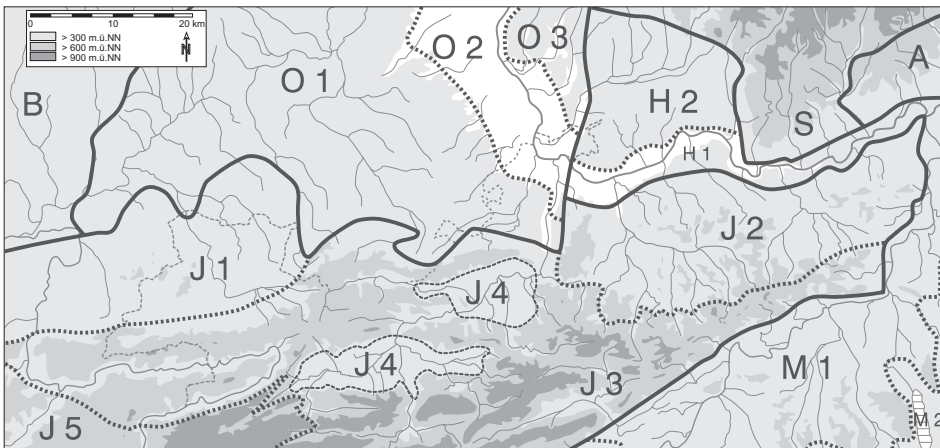 0 10 20 km
> 300 m.ü.NN
> 600 m.ü.NN
> 900 m.ü.NN
N
O 1
O 2
O 3
B
H 2
A
S
H 1
J 2
J 1
J 4
J 4
J 3
M 1
J 5
M 2